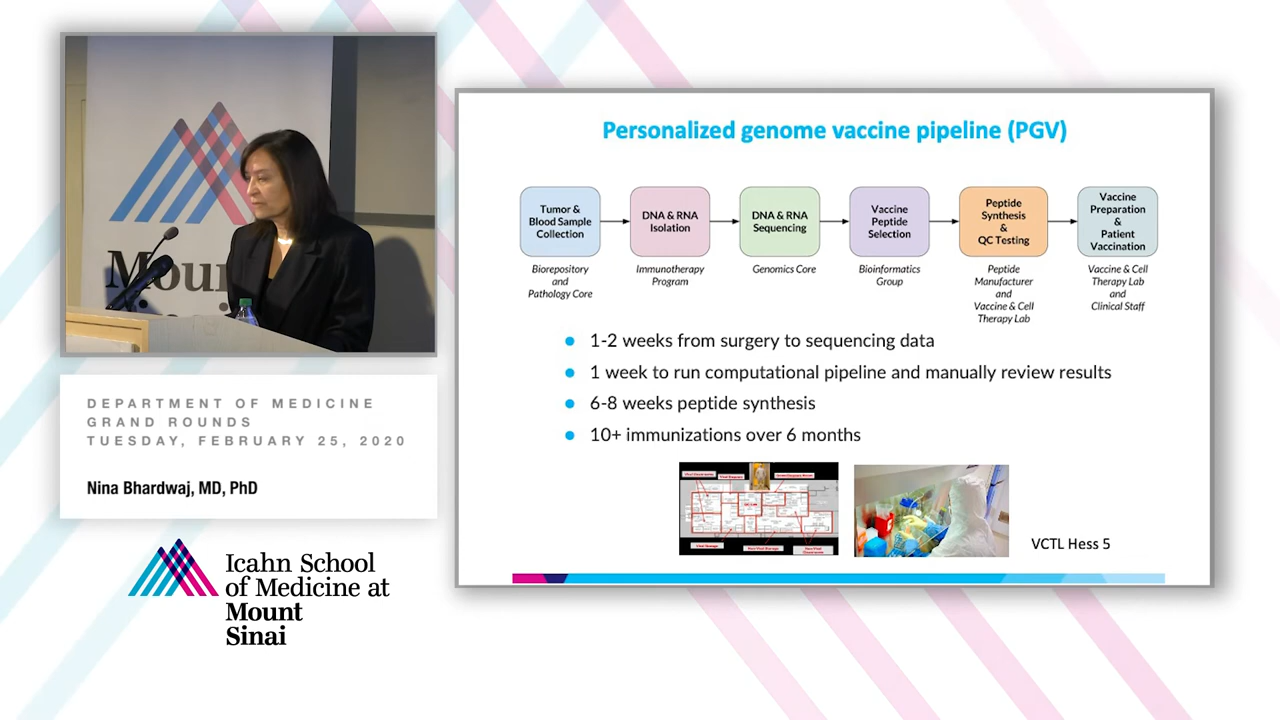 Mount
DEPARTMENT OF MEDICINE
GRAND ROUNDS
TUESDAY, FEBRUARY 25, 2020
Nina Bhardwaj, MD, PhD
Icahn School
of Medicine at
Mount
Sinai
Personalized genome vaccine pipeline (PGV)
Tumor &
Blood Sample
Collection
Biorepository
and
Pathology Core
DNA & RNA
Isolation
Immunotherapy
Program
DNA & RNA
Sequencing
Genomics Core
Vaccine
Peptide
Selection
Bioinformatics
Group
Peptide
Synthesis
&
QC Testing
Peptide
Manufacturer
and
Vaccine & Cell
Therapy Lab
Vaccine
Preparation
&
Patient
Vaccination
Vaccine & Cell
Therapy Lab
and
Clinical Staff
1-2 weeks from surgery to sequencing data
1 week to run computational pipeline and manually review results
6-8 weeks peptide synthesis
10+ immunizations over 6 months
VCTL Hess 5